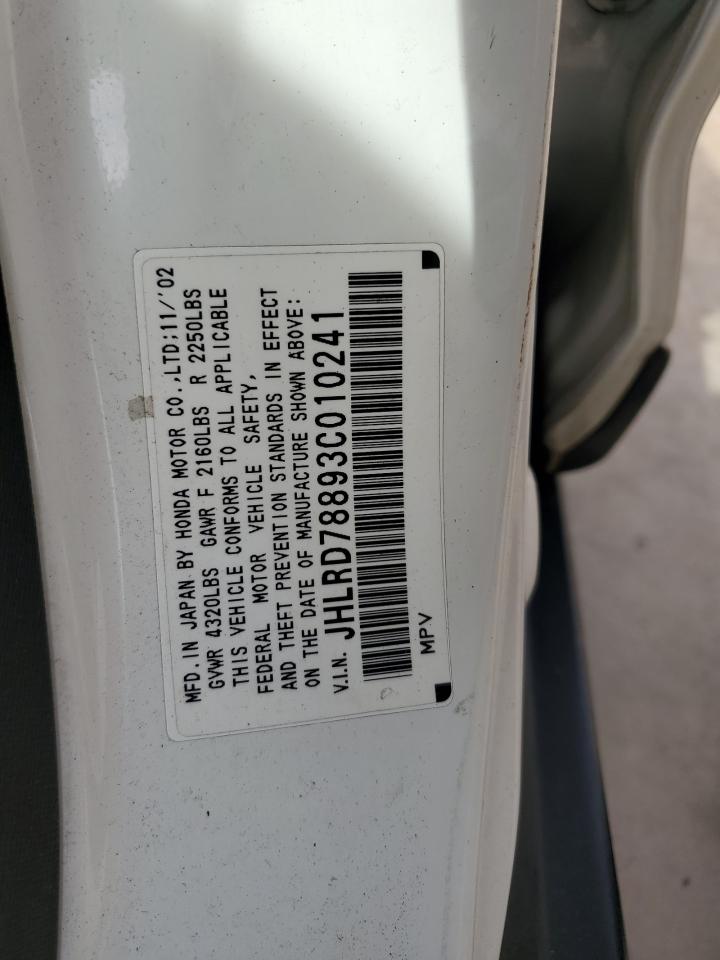 MFD.IN JAPAN BY HONDA MOTOR CO.,LTD;11/'02
GVWR 4320LBS GAWR F 2160LBS R 2250LBS
THIS VEHICLE CONFORMS TO ALL APPLICABLE
FEDERAL MOTOR VEHICLE SAFETY,
AND THEFT PREVENTION STANDARDS IN EFFECT
ON THE DATE OF MANUFACTURE SHOWN ABOVE:
V.I.N. JHLRD78893C010241
MPV